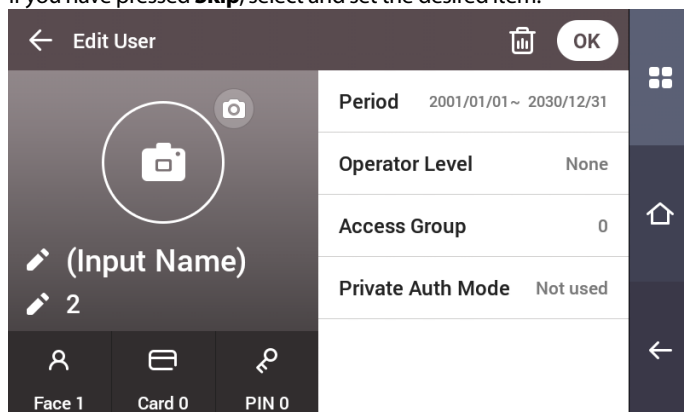 If you have pressed Skip, select and set the desired item.
Edit User
OK
(Input Name)
2
Face 1 Card 0 PIN 0
Period 2001/01/01~ 2030/12/31
Operator Level None
Access Group 0
Private Auth Mode Not used